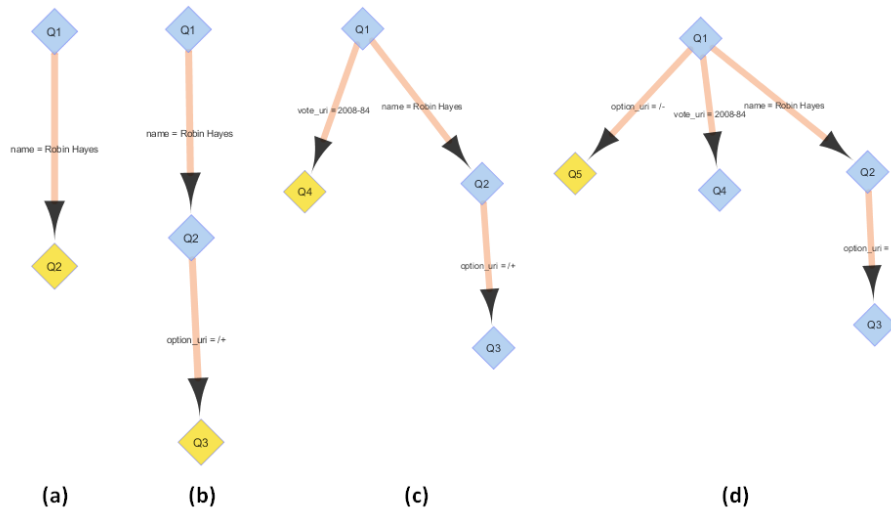 Q1
name = Robin Hayes
Q2
(a)
Q1
name = Robin Hayes
Q2
option_uri = /+
Q3
(b)
Q1
vote_uri = 2008-84
name = Robin Hayes
Q4
Q2
option_uri = /+
Q3
(c)
Q1
option_uri = /-
vote_uri = 2008-84
name = Robin Hayes
Q5
Q4
Q2
option_uri =
Q3
(d)